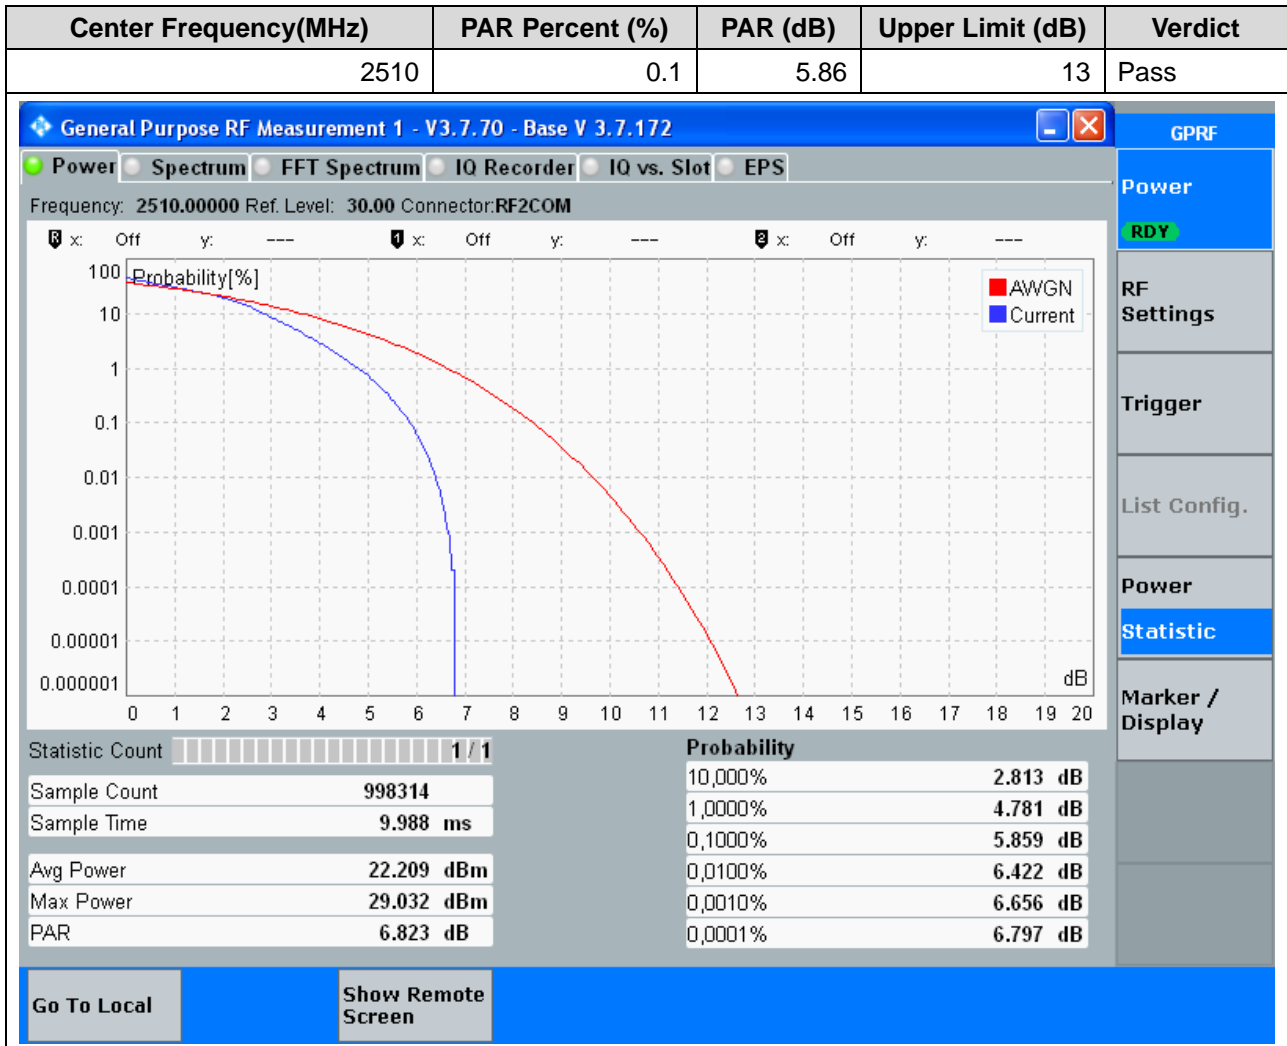 Center Frequency(MHz) PAR Percent (%) PAR (dB) Upper Limit (dB) Verdict
2510 0.1 5.86 13 Pass
General Purpose RF Measurement 1 - V3.7.70 - Base V 3.7.172
GPRF
Power Spectrum FFT Spectrum IQ Recorder IQ vs. Slot EPS
Frequency: 2510.00000 Ref. Level: 30.00 Connector:RF2COM
R x: Off y: --- 1 x: Off y: --- 2 x: Off y: ---
Probability[%]
AWGN
Current
100
10
1
0.1
0.01
0.001
0.0001
0.00001
0.000001
dB
0 1 2 3 4 5 6 7 8 9 10 11 12 13 14 15 16 17 18 19 20
Statistic Count 1 / 1
Sample Count 998314
Sample Time 9.988 ms
Avg Power 22.209 dBm
Max Power 29.032 dBm
PAR 6.823 dB
Probability
10,000% 2.813 dB
1,0000% 4.781 dB
0,1000% 5.859 dB
0,0100% 6.422 dB
0,0010% 6.656 dB
0,0001% 6.797 dB
Power
RDY
RF
Settings
Trigger
List Config.
Power
Statistic
Marker /
Display
Go To Local
Show Remote
Screen